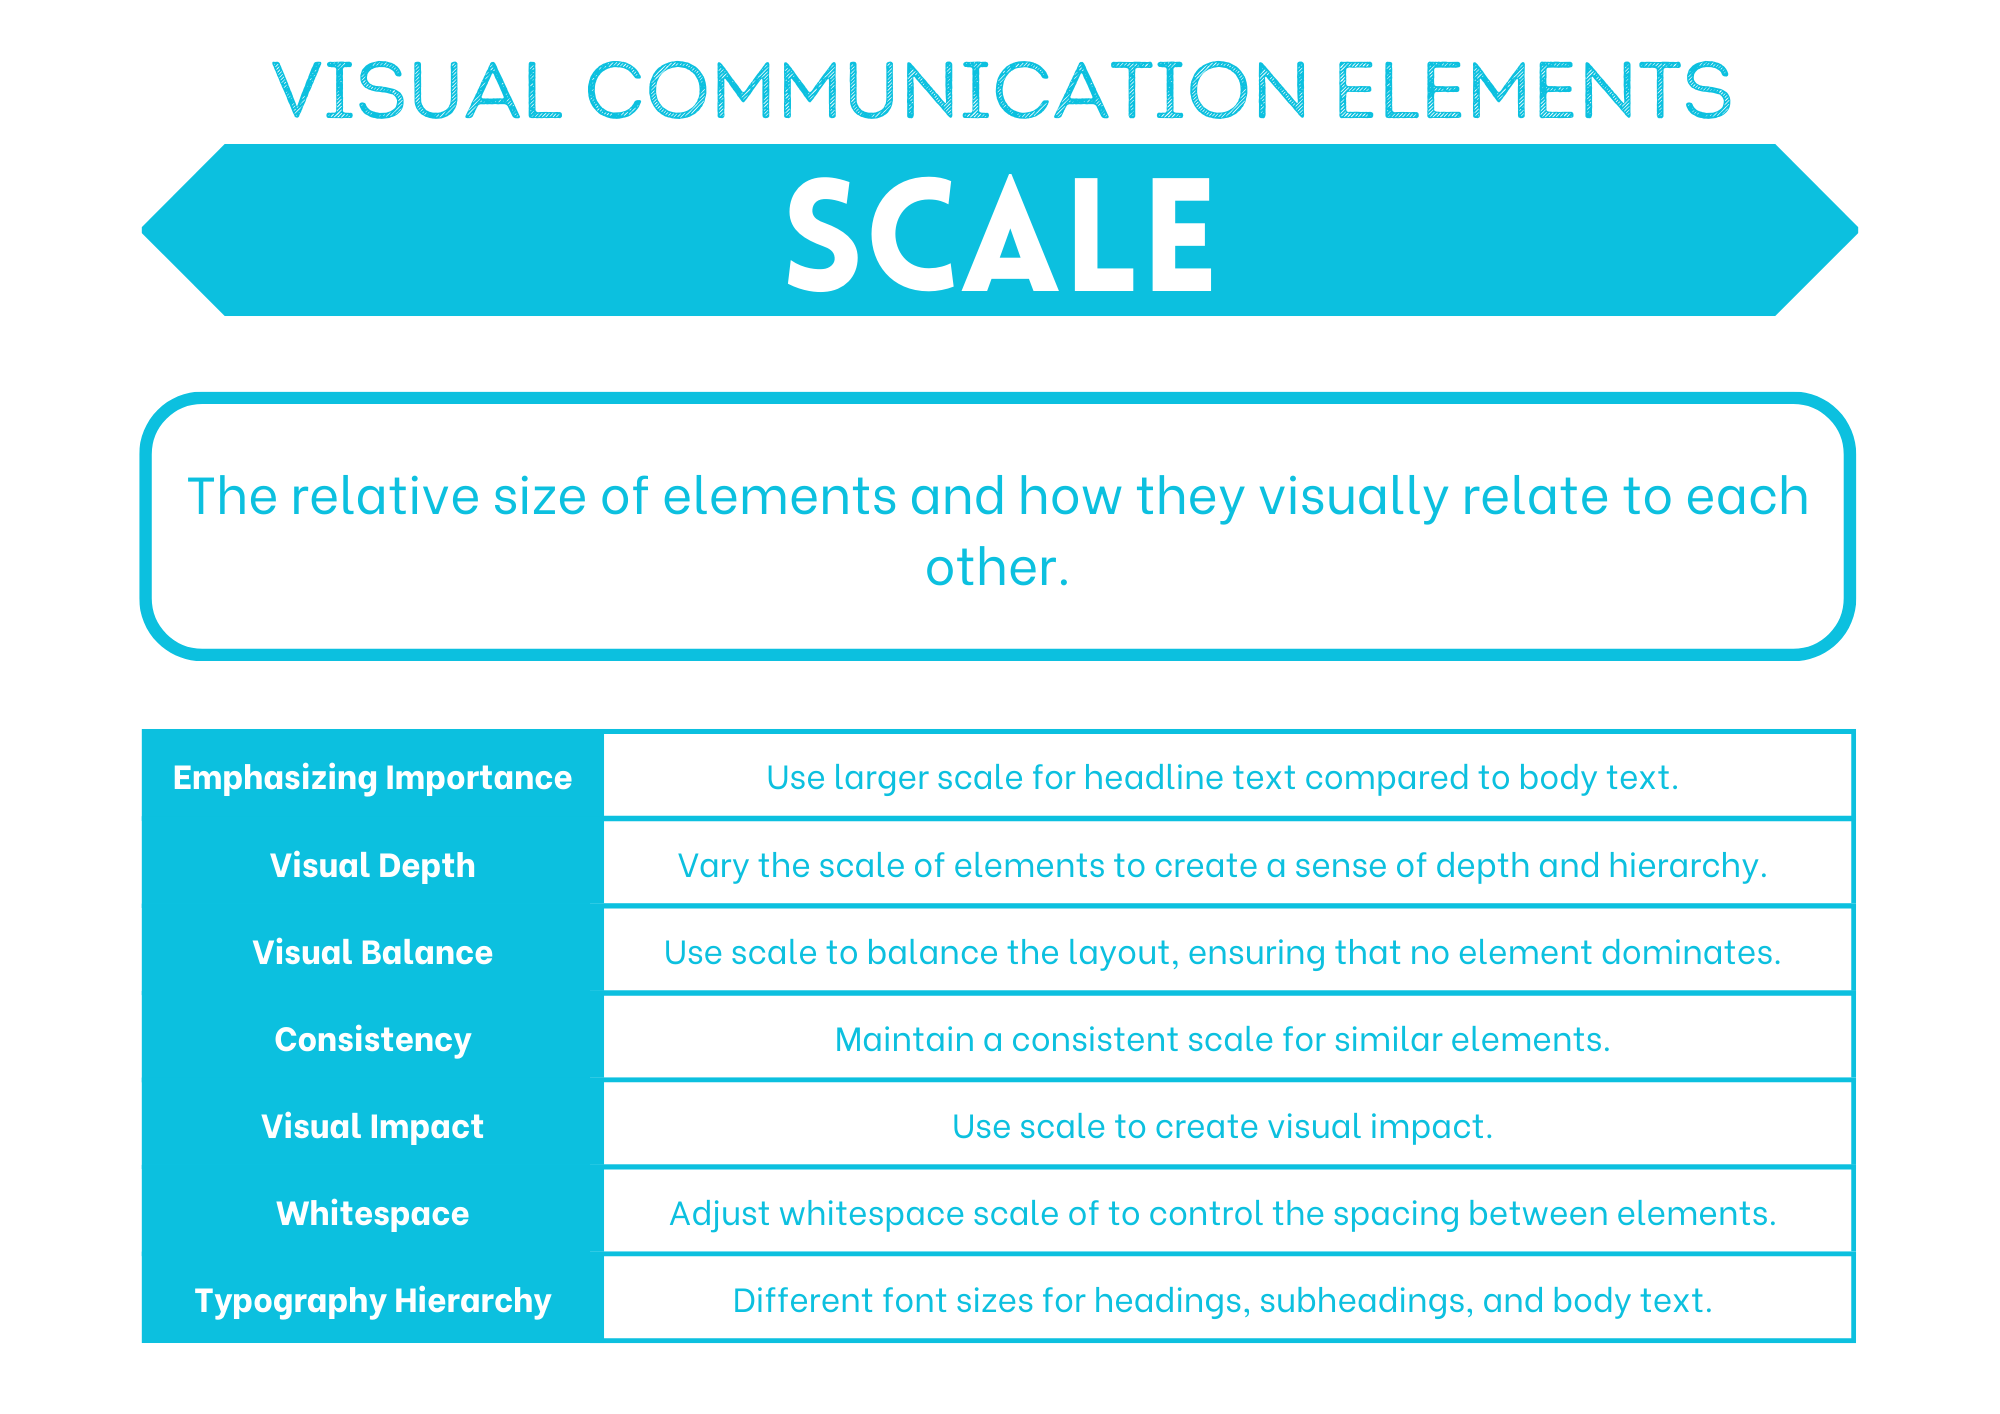 VISUAL COMMUNICATION ELEMENTS
SCALE
The relative size of elements and how they visually relate to each
other.
Emphasizing Importance
Use larger scale for headline text compared to body text.
Visual Depth
Vary the scale of elements to create a sense of depth and hierarchy.
Visual Balance
Use scale to balance the layout, ensuring that no element dominates.
Consistency
Maintain a consistent scale for similar elements.
Visual Impact
Use scale to create visual impact.
Whitespace
Adjust whitespace scale of to control the spacing between elements.
Typography Hierarchy
Different font sizes for headings, subheadings, and body text.